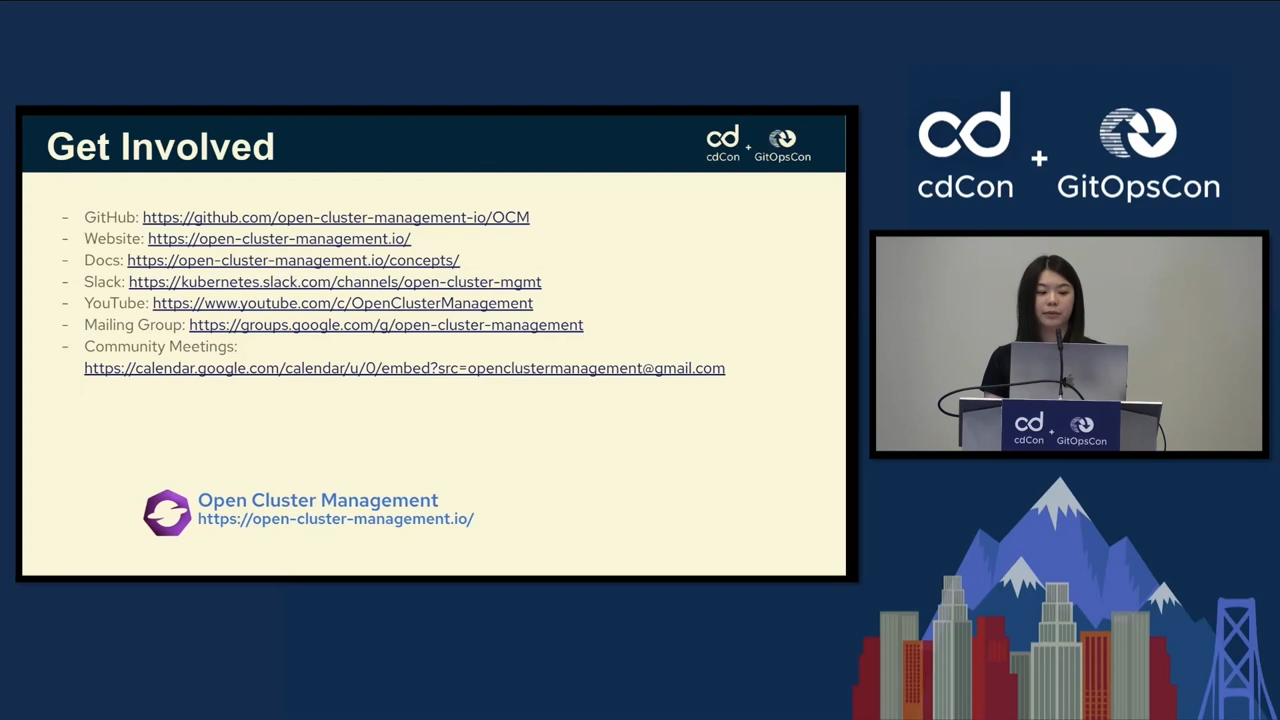 Get Involved
cd
cdCon
+
GitOpsCon
- GitHub: https://github.com/open-cluster-management-io/OCM
- Website: https://open-cluster-management.io/
- Docs: https://open-cluster-management.io/concepts/
- Slack: https://kubernetes.slack.com/channels/open-cluster-mgmt
- YouTube: https://www.youtube.com/c/OpenClusterManagement
- Mailing Group: https://groups.google.com/g/open-cluster-management
- Community Meetings:
https://calendar.google.com/calendar/u/0/embed?src=openclustermanagement@gmail.com
Open Cluster Management
https://open-cluster-management.io/
cd
cdCon
+
GitOpsCon
cd
cdCon
+
GitOpsCon